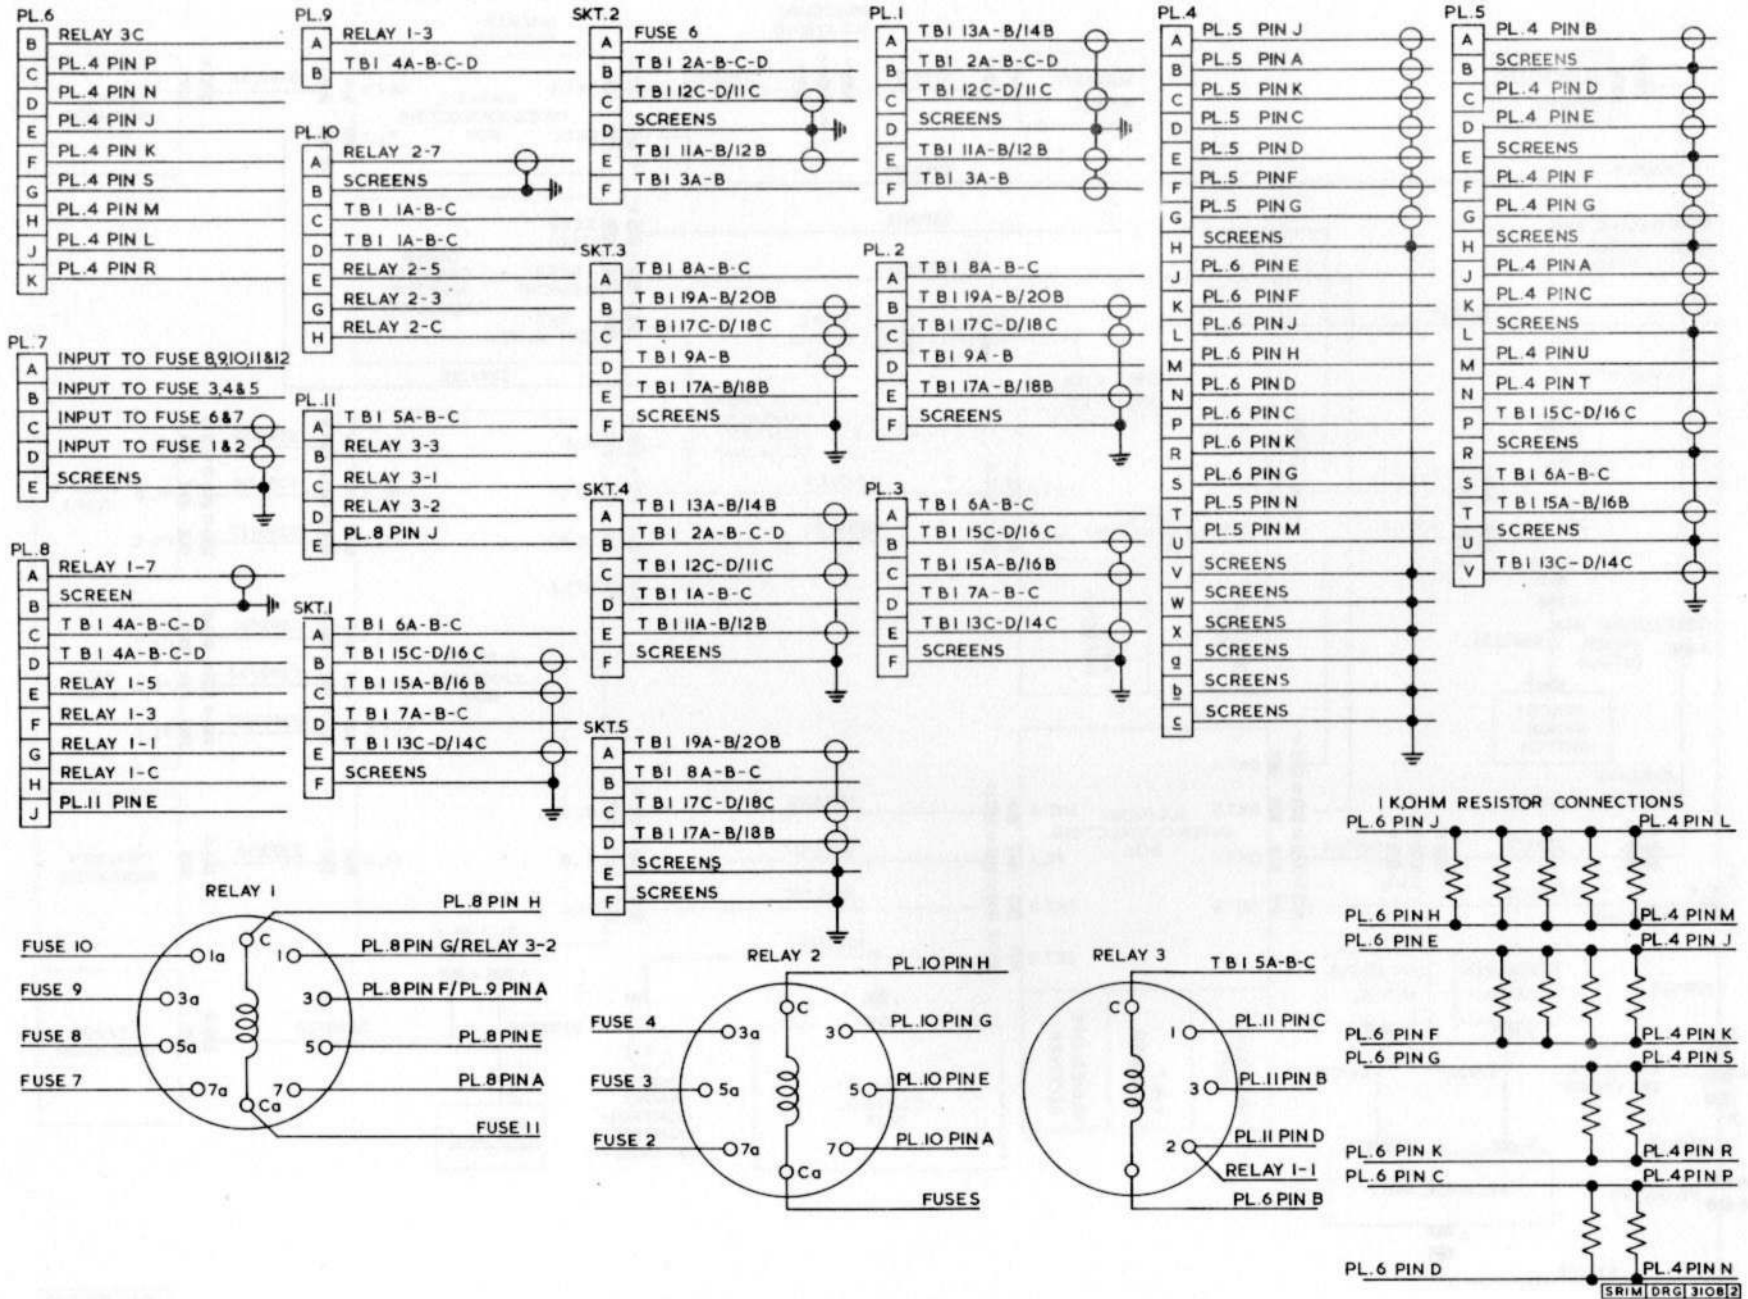 PL.6
B RELAY 3C
C PL.4 PIN P
D PL.4 PIN N
E PL.4 PIN J
F PL.4 PIN K
G PL.4 PIN S
H PL.4 PIN M
J PL.4 PIN L
K PL.4 PIN R
PL.7
A INPUT TO FUSE 8,9,10,11&12
B INPUT TO FUSE 3,4&5
C INPUT TO FUSE 6&7
D INPUT TO FUSE 1&2
E SCREENS
PL.8
A RELAY 1-7
B SCREEN
C TB1 4A-B-C-D
D TB1 4A-B-C-D
E RELAY 1-5
F RELAY 1-3
G RELAY 1-1
H RELAY 1-C
J PL.11 PIN E
PL.9
A RELAY 1-3
B TB1 4A-B-C-D
PL.10
A RELAY 2-7
B SCREENS
C TB1 1A-B-C
D TB1 1A-B-C
E RELAY 2-5
G RELAY 2-3
H RELAY 2-C
PL.11
A TB1 5A-B-C
B RELAY 3-3
C RELAY 3-1
D RELAY 3-2
E PL.8 PIN J
SKT.1
A TB1 6A-B-C
B TB1 15C-D/16C
C TB1 15A-B/16B
D TB1 7A-B-C
E TB1 13C-D/14C
F SCREENS
SKT.2
A FUSE 6
B TB1 2A-B-C-D
C TB1 12C-D/11C
D SCREENS
E TB1 11A-B/12B
F TB1 3A-B
SKT.3
A TB1 8A-B-C
B TB1 19A-B/20B
C TB1 17C-D/18C
D TB1 9A-B
E TB1 17A-B/18B
F SCREENS
SKT.4
A TB1 13A-B/14B
B TB1 2A-B-C-D
C TB1 12C-D/11C
D TB1 1A-B-C
E TB1 11A-B/12B
F SCREENS
SKT.5
A TB1 19A-B/20B
B TB1 8A-B-C
C TB1 17C-D/18C
D TB1 17A-B/18B
E SCREENS
F SCREENS
PL.1
A TB1 13A-B/14B
B TB1 2A-B-C-D
C TB1 12C-D/11C
D SCREENS
E TB1 11A-B/12B
F TB1 3A-B
PL.2
A TB1 8A-B-C
B TB1 19A-B/20B
C TB1 17C-D/18C
D TB1 9A-B
E TB1 17A-B/18B
F SCREENS
PL.3
A TB1 6A-B-C
B TB1 15C-D/16C
C TB1 15A-B/16B
D TB1 7A-B-C
E TB1 13C-D/14C
F SCREENS
PL.4
A PL.5 PIN J
B PL.5 PIN A
C PL.5 PIN K
D PL.5 PIN C
E PL.5 PIN D
F PL.5 PIN F
G PL.5 PIN G
H SCREENS
J PL.6 PIN E
K PL.6 PIN F
L PL.6 PIN J
M PL.6 PIN H
N PL.6 PIN D
P PL.6 PIN C
R PL.6 PIN K
S PL.6 PIN G
T PL.5 PIN N
U PL.5 PIN M
V SCREENS
W SCREENS
X SCREENS
a SCREENS
b SCREENS
c SCREENS
PL.5
A PL.4 PIN B
B SCREENS
C PL.4 PIN D
D PL.4 PIN E
E SCREENS
F PL.4 PIN F
G PL.4 PIN G
H SCREENS
J PL.4 PIN A
K PL.4 PIN C
L SCREENS
M PL.4 PIN U
N PL.4 PIN T
P TB1 15C-D/16C
R SCREENS
S TB1 6A-B-C
T TB1 15A-B/16B
U SCREENS
V TB1 13C-D/14C
RELAY 1
PL.8 PIN H
C
FUSE 10 1a 1 PL.8 PIN G/RELAY 3-2
FUSE 9 3a 3 PL.8 PIN F/PL.9 PIN A
FUSE 8 5a 5 PL.8 PIN E
FUSE 7 7a 7 PL.8 PIN A
Ca
FUSE 11
RELAY 2
PL.10 PIN H
C
FUSE 4 3a 3 PL.10 PIN G
FUSE 3 5a 5 PL.10 PIN E
FUSE 2 7a 7 PL.10 PIN A
Ca
FUSES
RELAY 3
TB1 5A-B-C
C
1 PL.11 PIN C
3 PL.11 PIN B
2 PL.11 PIN D
RELAY 1-1
PL.6 PIN B
1 K.OHM RESISTOR CONNECTIONS
PL.6 PIN J PL.4 PIN L
PL.6 PIN H PL.4 PIN M
PL.6 PIN E PL.4 PIN J
PL.6 PIN F PL.4 PIN K
PL.6 PIN G PL.4 PIN S
PL.6 PIN K PL.4 PIN R
PL.6 PIN C PL.4 PIN P
PL.6 PIN D PL.4 PIN N
SRIM DRG 3108 2